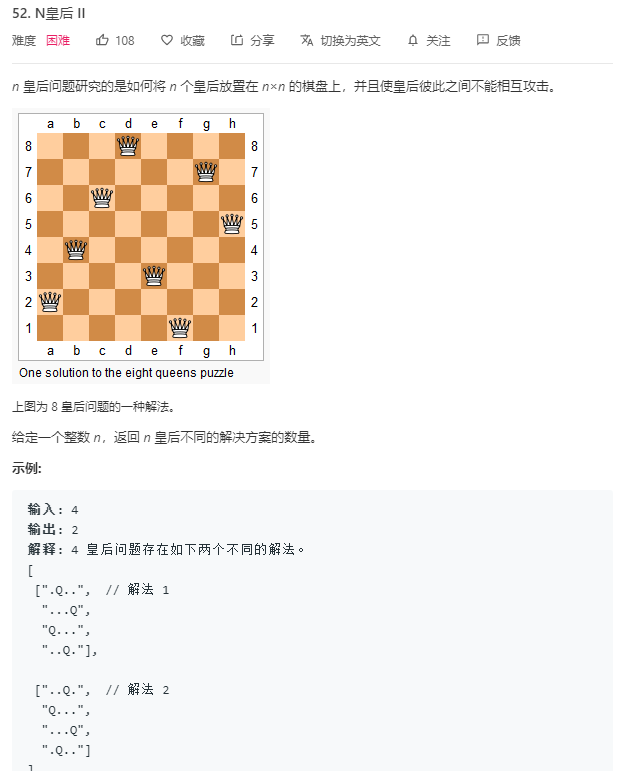 52. N皇后 II
难度 困难 108 收藏 分享 切换为英文 关注 反馈
n 皇后问题研究的是如何将 n 个皇后放置在 n×n 的棋盘上，并且使皇后彼此之间不能相互攻击。
a b c d e f g h
8 8
7 7
6 6
5 5
4 4
3 3
2 2
1 1
a b c d e f g h
One solution to the eight queens puzzle
上图为 8 皇后问题的一种解法。
给定一个整数 n，返回 n 皇后不同的解决方案的数量。
示例:
输入: 4
输出: 2
解释: 4 皇后问题存在如下两个不同的解法。
[
[".Q..",  // 解法 1
"...Q",
"Q...",
"..Q."],
["..Q.",  // 解法 2
"Q...",
"...Q",
".Q.."]
]